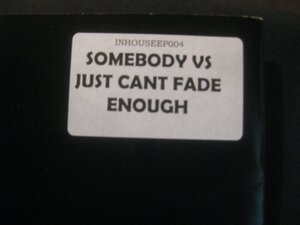 INHOUSEEP004
SOMEBODY VS
JUST CANT FADE
ENOUGH